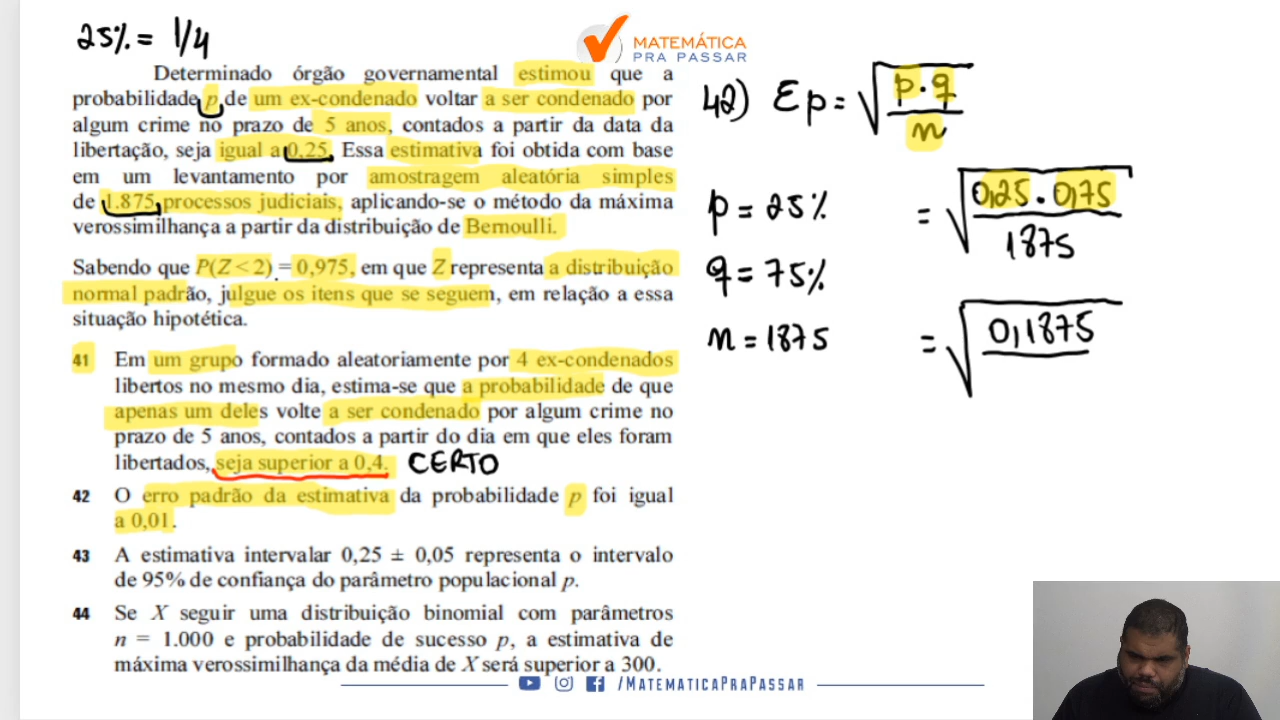 25% = 1/4
MATEMÁTICA
PRA PASSAR
Determinado órgão governamental estimou que a
probabilidade p de um ex-condenado voltar a ser condenado por
algum crime no prazo de 5 anos, contados a partir da data da
libertação, seja igual a 0,25. Essa estimativa foi obtida com base
em um levantamento por amostragem aleatória simples
de 1.875 processos judiciais, aplicando-se o método da máxima
verossimilhança a partir da distribuição de Bernoulli.
Sabendo que P(Z < 2) = 0,975, em que Z representa a distribuição
normal padrão, julgue os itens que se seguem, em relação a essa
situação hipotética.
41 Em um grupo formado aleatoriamente por 4 ex-condenados
libertos no mesmo dia, estima-se que a probabilidade de que
apenas um deles volte a ser condenado por algum crime no
prazo de 5 anos, contados a partir do dia em que eles foram
libertados, seja superior a 0,4. CERTO
42 O erro padrão da estimativa da probabilidade p foi igual
a 0,01.
43 A estimativa intervalar 0,25 ± 0,05 representa o intervalo
de 95% de confiança do parâmetro populacional p.
44 Se X seguir uma distribuição binomial com parâmetros
n = 1.000 e probabilidade de sucesso p, a estimativa de
máxima verossimilhança da média de X será superior a 300.
42) Ep = √(p . q
n
p = 25%
= √0,25 . 0,75
1875
q = 75%
n = 1875
= √0,1875
/MATEMATICAPRAPASSAR